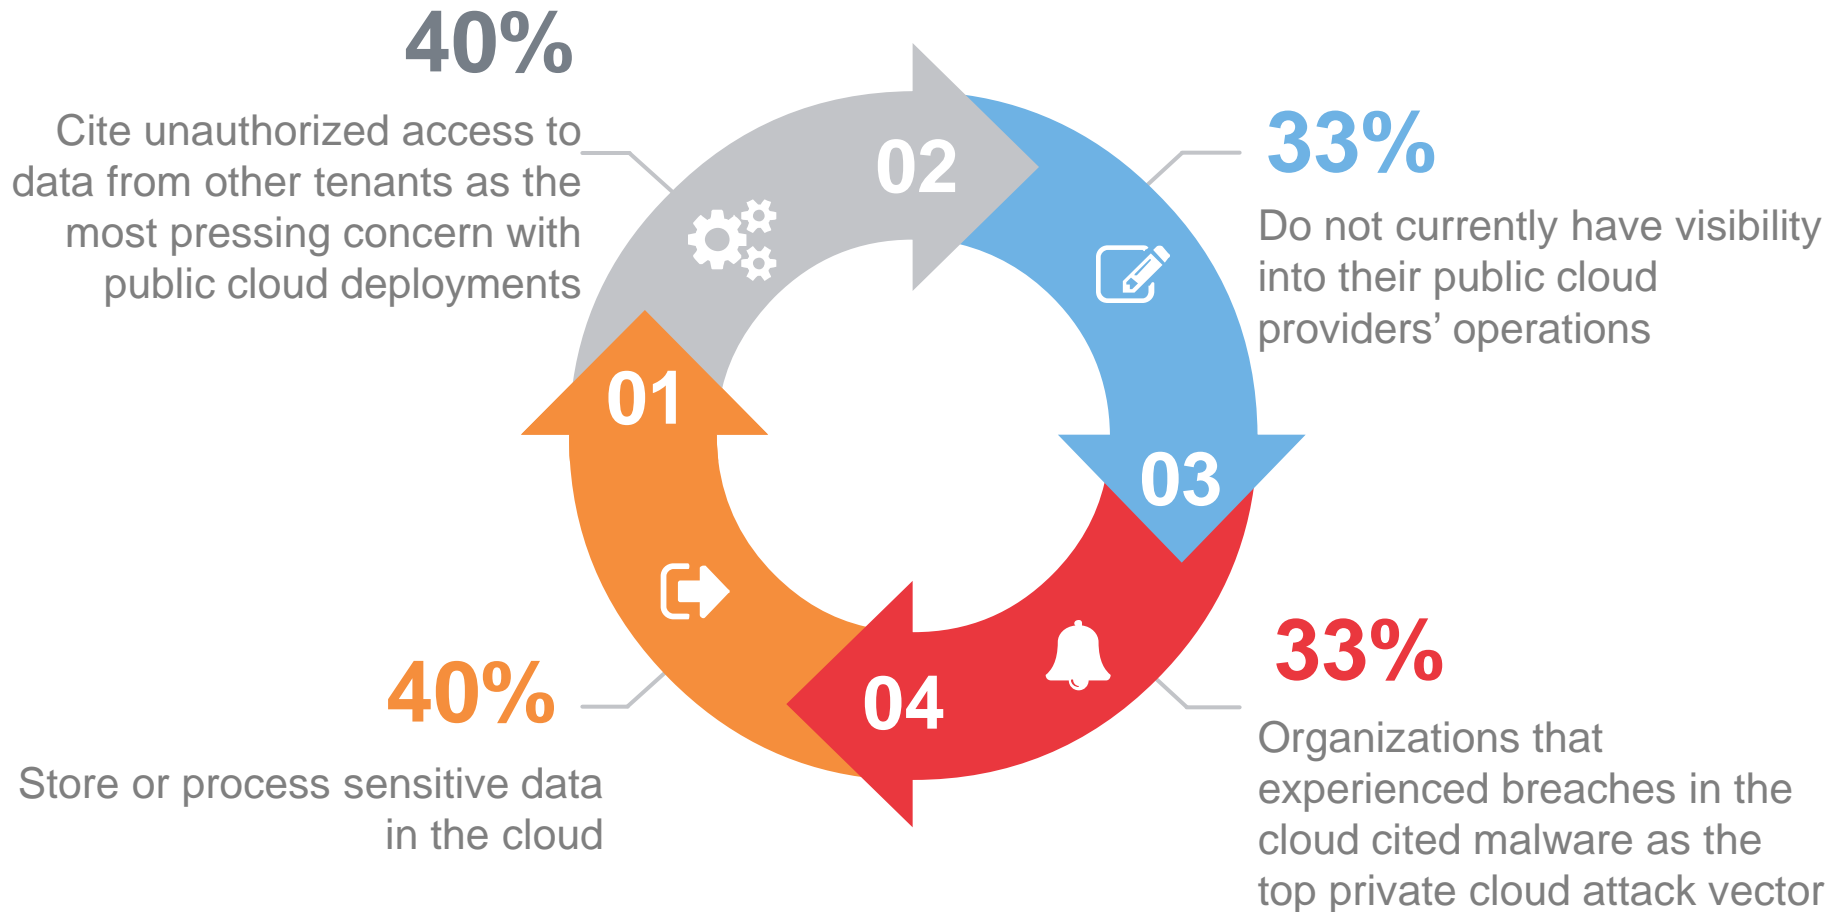 40%
Cite unauthorized access to
data from other tenants as the
most pressing concern with
public cloud deployments
02
33%
Do not currently have visibility
into their public cloud
providers’ operations
01
03
40%
Store or process sensitive data
in the cloud
04
33%
Organizations that
experienced breaches in the
cloud cited malware as the
top private cloud attack vector